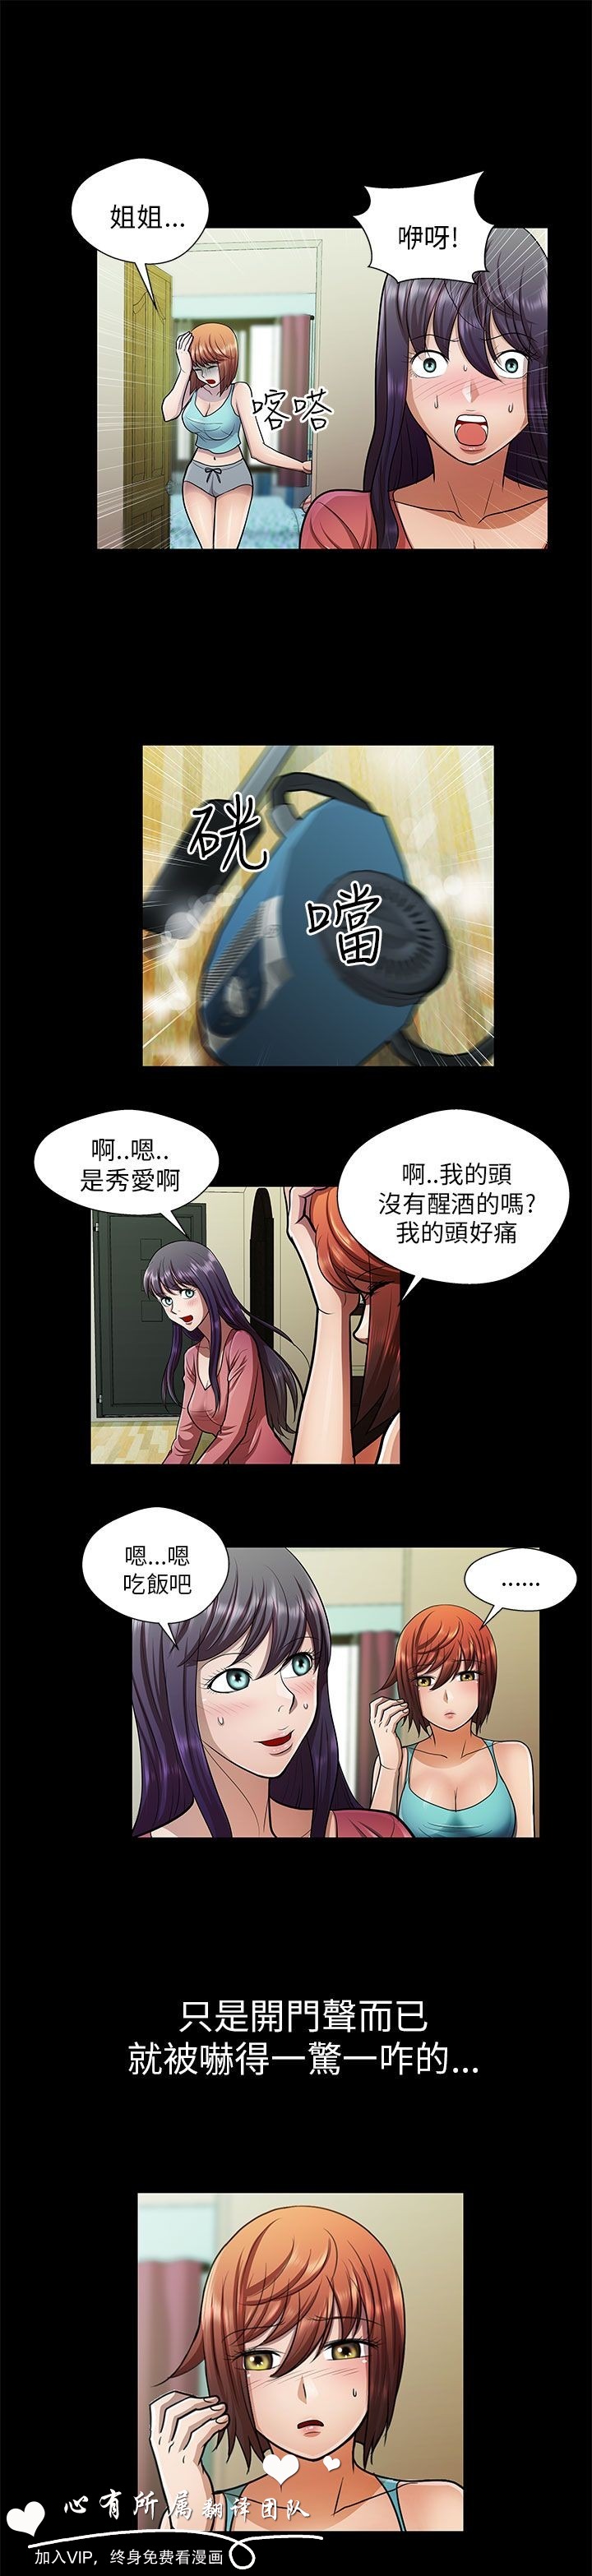 姐姐...
咿呀!
喀嗒
硄
噹
啊..嗯..
是秀愛啊
啊..我的頭
沒有醒酒的嗎?
我的頭好痛
嗯...嗯
吃飯吧
......
只是開門聲而已
就被嚇得一驚一咋的...
心有所属翻译团队
加入VIP，终身免费看漫画